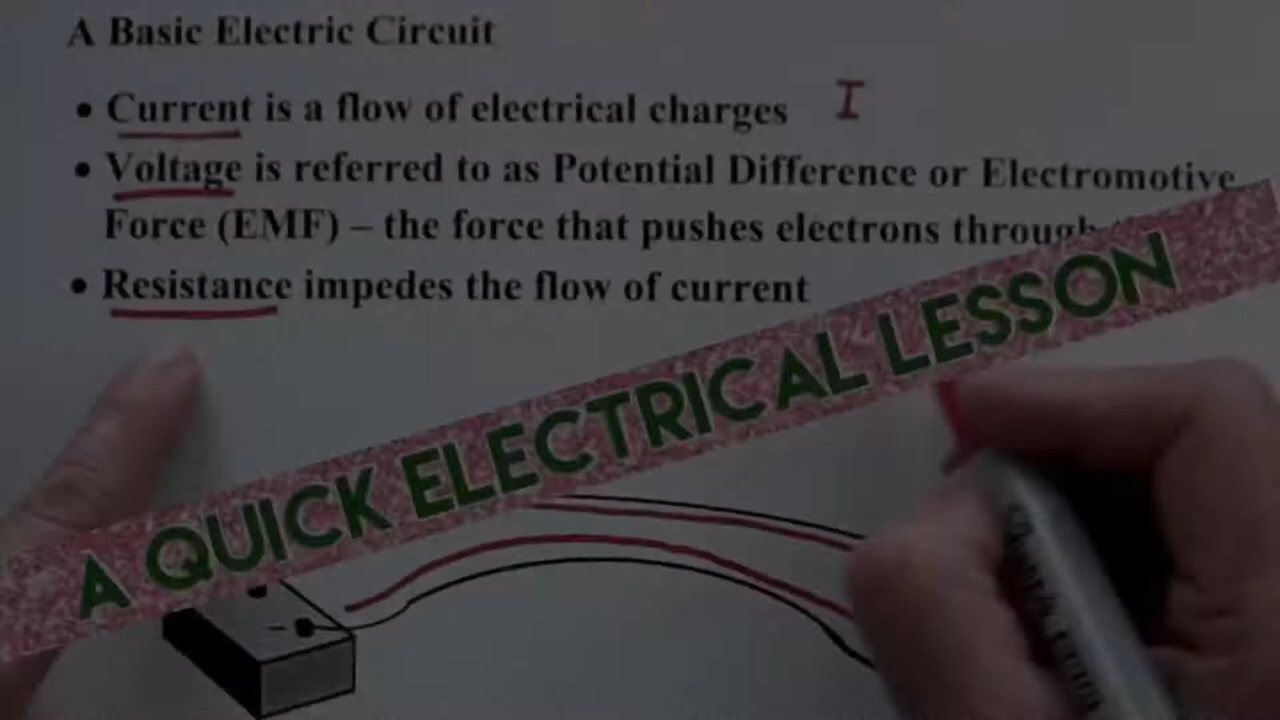 A Basic Electric Circuit
• Current is a flow of electrical charges I
• Voltage is referred to as Potential Difference or Electromotive
Force (EMF) – the force that pushes electrons through
• Resistance impedes the flow of current
A QUICK ELECTRICAL LESSON
–